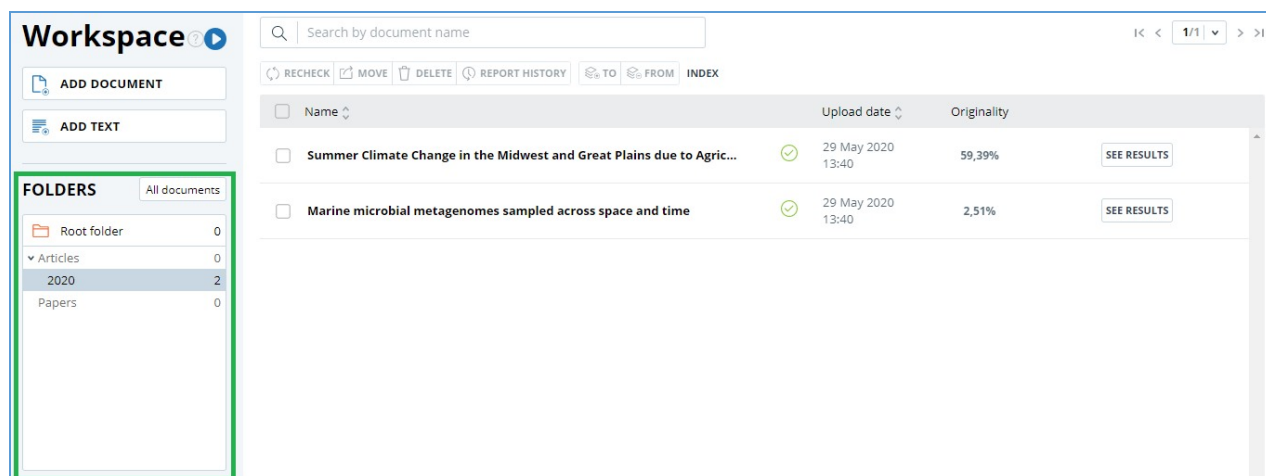 Workspace
ADD DOCUMENT
ADD TEXT
FOLDERS All documents
Root folder 0
Articles 0
2020 2
Papers 0
Search by document name
1/1
RECHECK MOVE DELETE REPORT HISTORY TO FROM INDEX
Name Upload date Originality
Summer Climate Change in the Midwest and Great Plains due to Agric... 29 May 2020 13:40 59,39% SEE RESULTS
Marine microbial metagenomes sampled across space and time 29 May 2020 13:40 2,51% SEE RESULTS